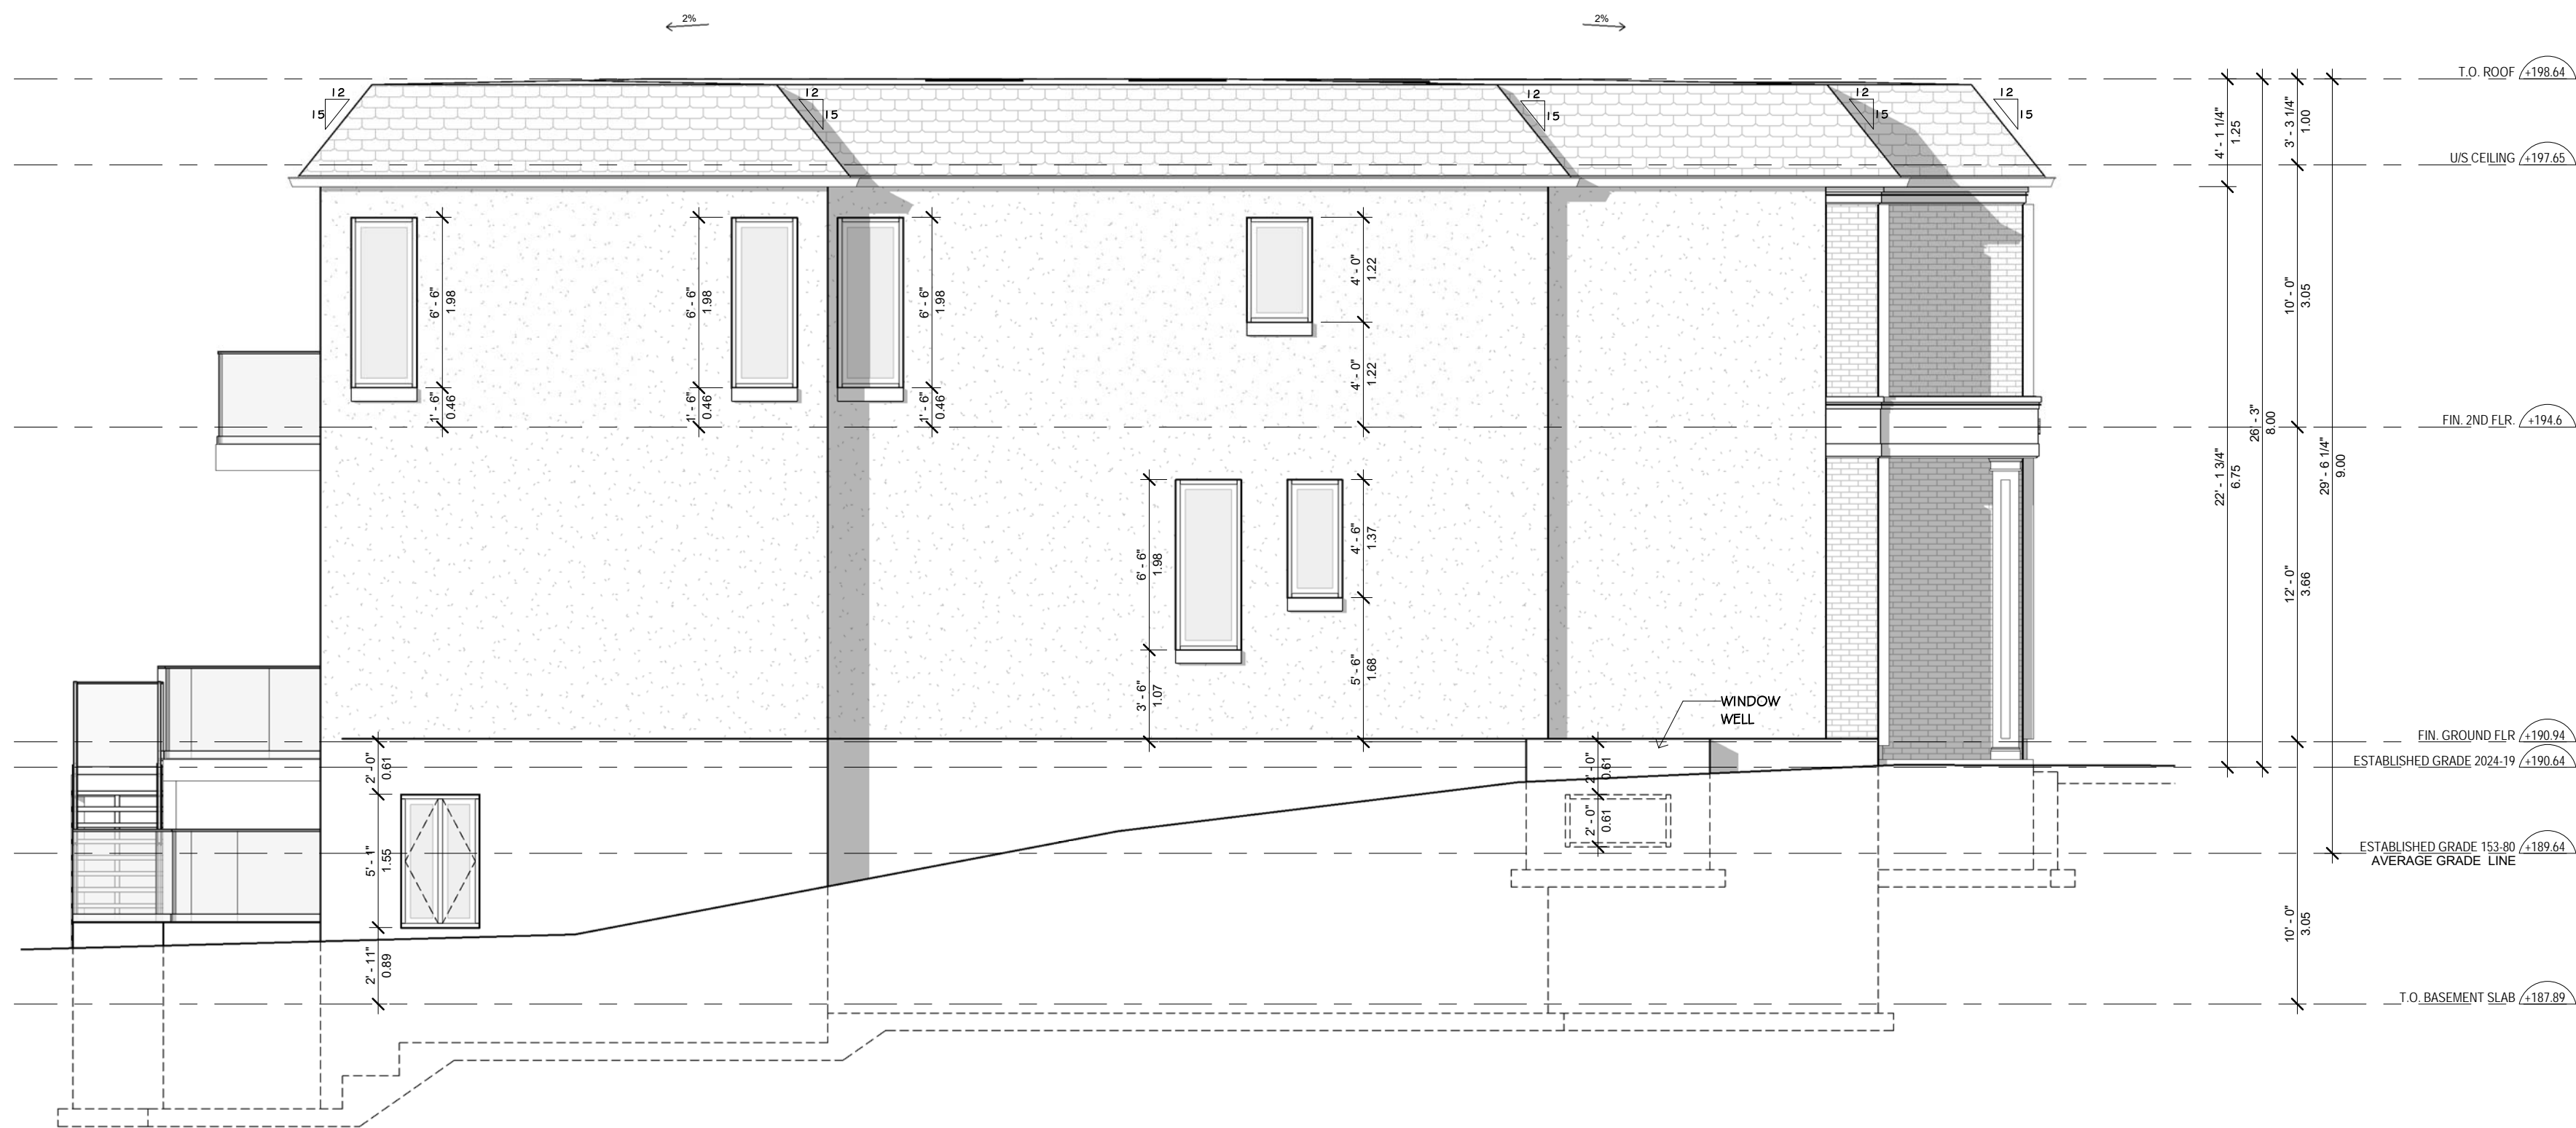 2%
2%
T.O. ROOF +198.64
12
15
12
15
12
15
12
15
12
15
4' - 1 1/4"
1.25
3' - 3 1/4"
1.00
U/S CEILING +197.65
6' - 6"
1.98
6' - 6"
1.98
6' - 6"
1.98
4' - 0"
1.22
10' - 0"
3.05
1' - 6"
0.46
1' - 6"
0.46
1' - 6"
0.46
4' - 0"
1.22
FIN. 2ND FLR. +194.6
22' - 1 3/4"
6.75
26' - 3"
8.00
29' - 6 1/4"
9.00
6' - 6"
1.98
4' - 6"
1.37
12' - 0"
3.66
3' - 6"
1.07
5' - 6"
1.68
WINDOW
WELL
FIN. GROUND FLR +190.94
ESTABLISHED GRADE 2024-19 +190.64
2' - 0"
0.61
2' - 0"
0.61
2' - 0"
0.61
5' - 1"
1.55
ESTABLISHED GRADE 153-80 +189.64
AVERAGE GRADE LINE
2' - 11"
0.89
10' - 0"
3.05
T.O. BASEMENT SLAB +187.89